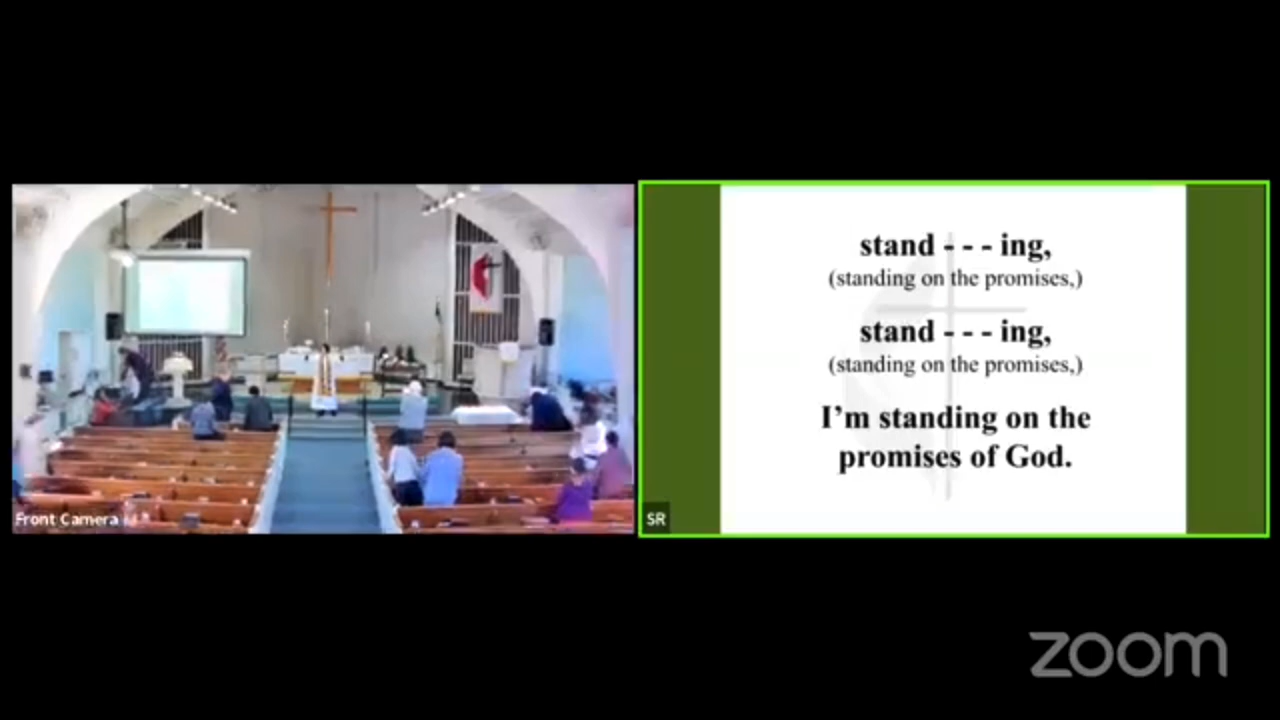 stand - - - ing,
(standing on the promises,)
stand - - - ing,
(standing on the promises,)
I'm standing on the
promises of God.
Front Camera
SR
zoom